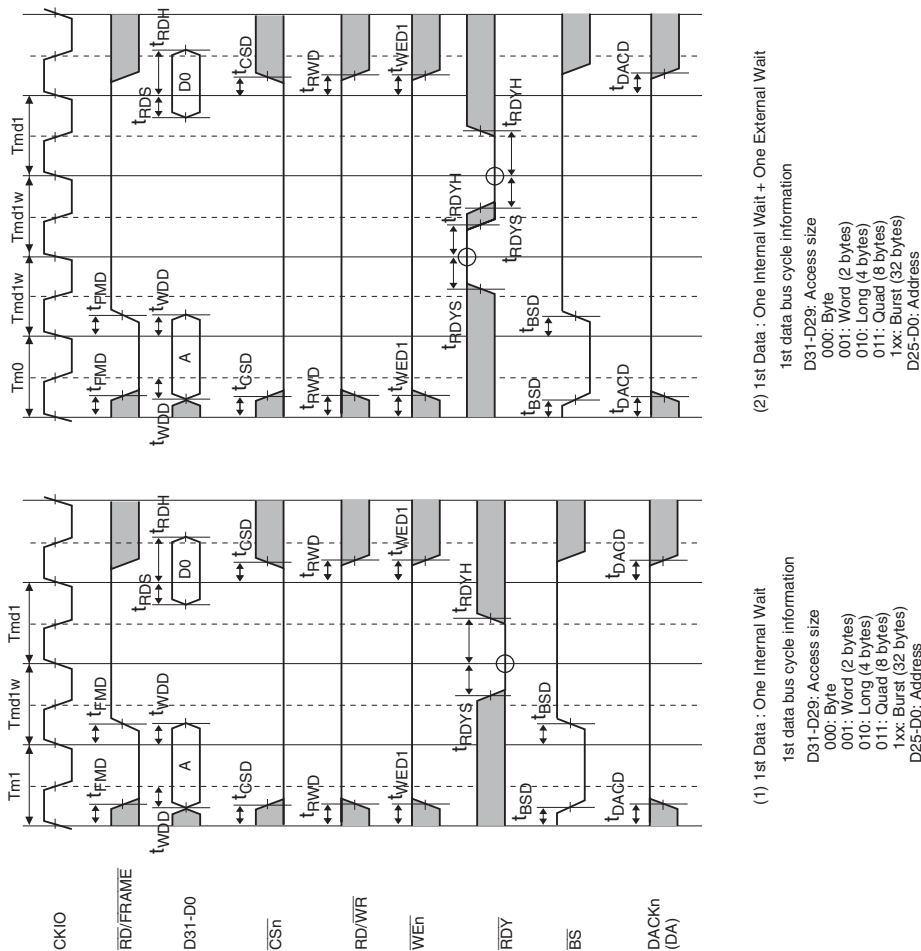 CKIO
RD/FRAME
D31-D0
CSn
RD/WR
WEn
RDY
BS
DACKn
(DA)
Tm1
Tmd1w
Tmd1
tFMD
tFMD
tWDD
tWDD
A
tRDS
tRDH
D0
tCSD
tCSD
tRWD
tRWD
tWED1
tWED1
tRDYS
tRDYH
tBSD
tBSD
tDACD
tDACD
(1) 1st Data : One Internal Wait
1st data bus cycle information
D31-D29: Access size
000: Byte
001: Word (2 bytes)
010: Long (4 bytes)
011: Quad (8 bytes)
1xx: Burst (32 bytes)
D25-D0: Address
Tm0
Tmd1w
Tmd1w
Tmd1
tFMD
tFMD
tWDD
tWDD
A
tRDS
tRDH
D0
tCSD
tCSD
tRWD
tRWD
tWED1
tWED1
tRDYS
tRDYH
tRDYS
tRDYH
tBSD
tBSD
tDACD
tDACD
(2) 1st Data : One Internal Wait + One External Wait
1st data bus cycle information
D31-D29: Access size
000: Byte
001: Word (2 bytes)
010: Long (4 bytes)
011: Quad (8 bytes)
1xx: Burst (32 bytes)
D25-D0: Address